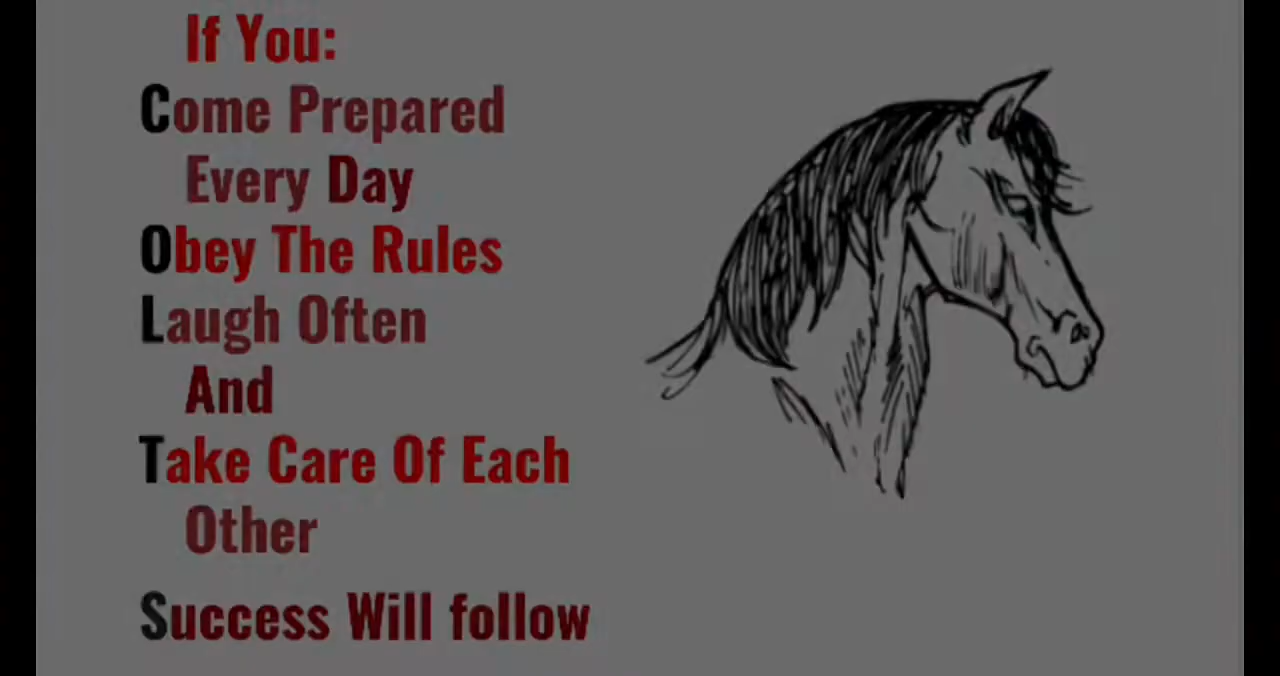 If You:
Come Prepared
Every Day
Obey The Rules
Laugh Often
And
Take Care Of Each
Other
Success Will follow